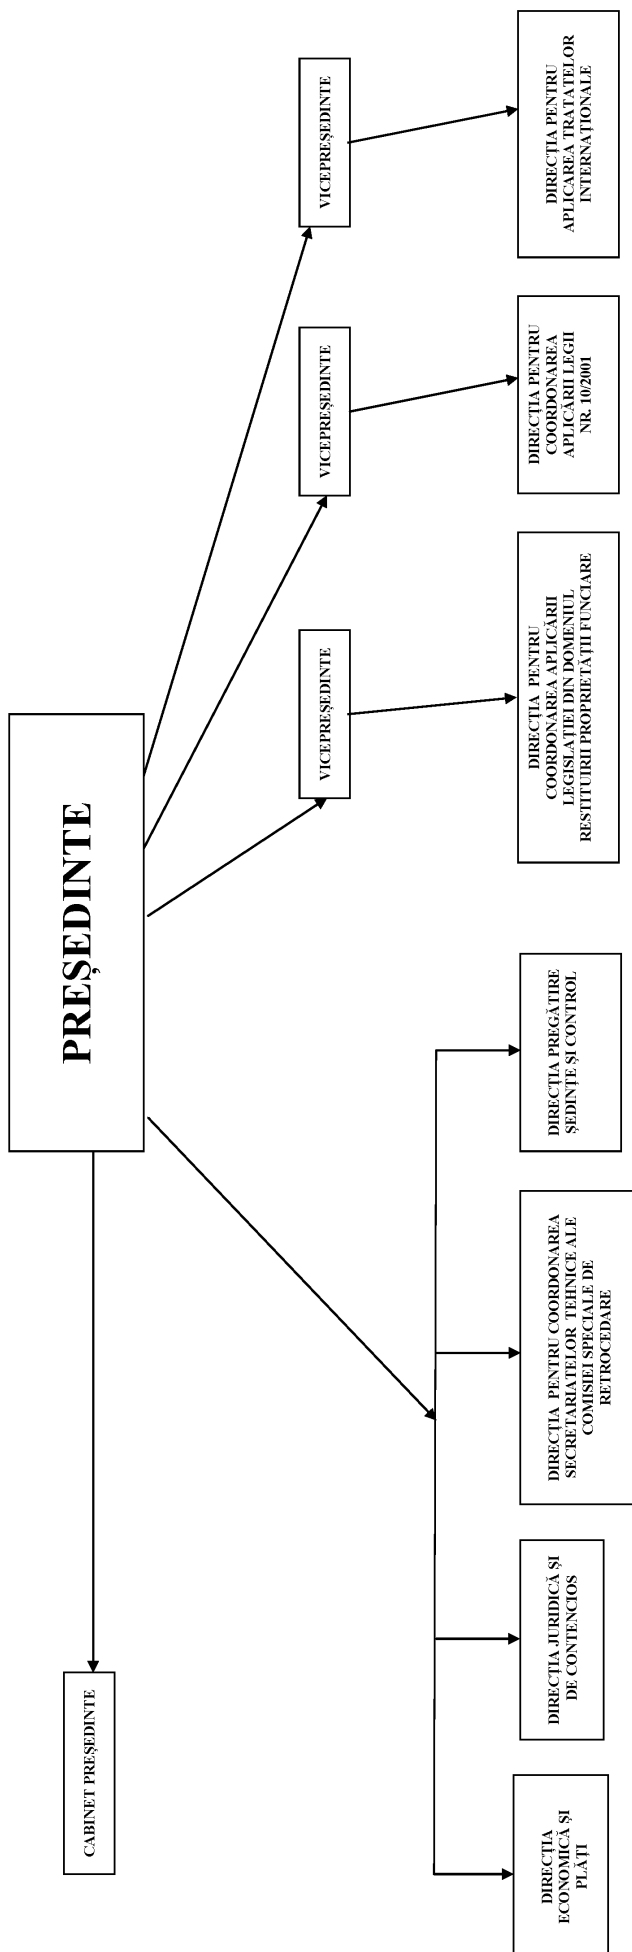 PREȘEDINTE
CABINET PREȘEDINTE
VICEPREȘEDINTE
VICEPREȘEDINTE
VICEPREȘEDINTE
DIRECȚIA
ECONOMICĂ ȘI
PLĂȚI
DIRECȚIA JURIDICĂ ȘI
DE CONTENCIOS
DIRECȚIA PENTRU COORDONAREA
SECRETARIATELOR TEHNICE ALE
COMISIEI SPECIALE DE
RETROCEDARE
DIRECȚIA PREGĂTIRE
ȘEDINȚE ȘI CONTROL
DIRECȚIA PENTRU
COORDONAREA APLICĂRII
LEGISLAȚIEI DIN DOMENIUL
RESTITUIRII PROPRIETĂȚII FUNCIARE
DIRECȚIA PENTRU
COORDONAREA
APLICĂRII LEGII
NR. 10/2001
DIRECȚIA PENTRU
APLICAREA TRATATELOR
INTERNAȚIONALE